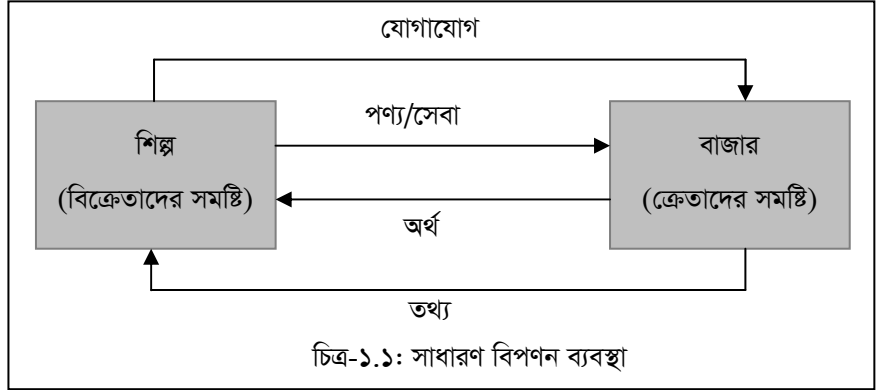 যোগাযোগ
পণ্য/সেবা
শিল্প
(বিক্রেতাদের সমষ্টি)
বাজার
(ক্রেতাদের সমষ্টি)
অর্থ
তথ্য
চিত্র-১.১: সাধারণ বিপণন ব্যবস্থা